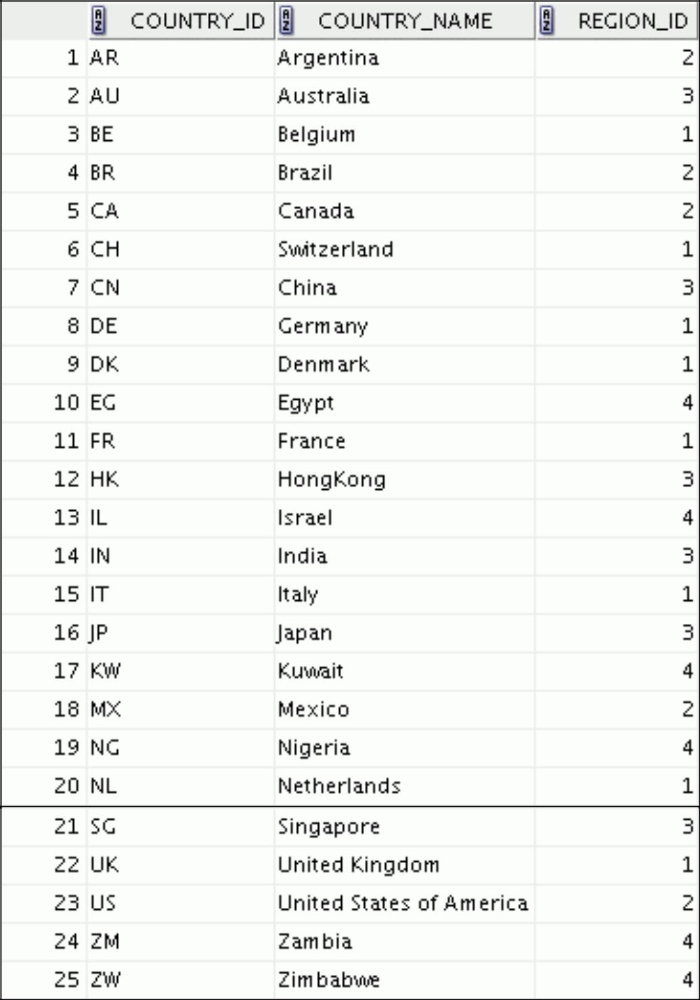 COUNTRY_ID COUNTRY_NAME REGION_ID
1 AR Argentina 2
2 AU Australia 3
3 BE Belgium 1
4 BR Brazil 2
5 CA Canada 2
6 CH Switzerland 1
7 CN China 3
8 DE Germany 1
9 DK Denmark 1
10 EG Egypt 4
11 FR France 1
12 HK HongKong 3
13 IL Israel 4
14 IN India 3
15 IT Italy 1
16 JP Japan 3
17 KW Kuwait 4
18 MX Mexico 2
19 NG Nigeria 4
20 NL Netherlands 1
21 SG Singapore 3
22 UK United Kingdom 1
23 US United States of America 2
24 ZM Zambia 4
25 ZW Zimbabwe 4